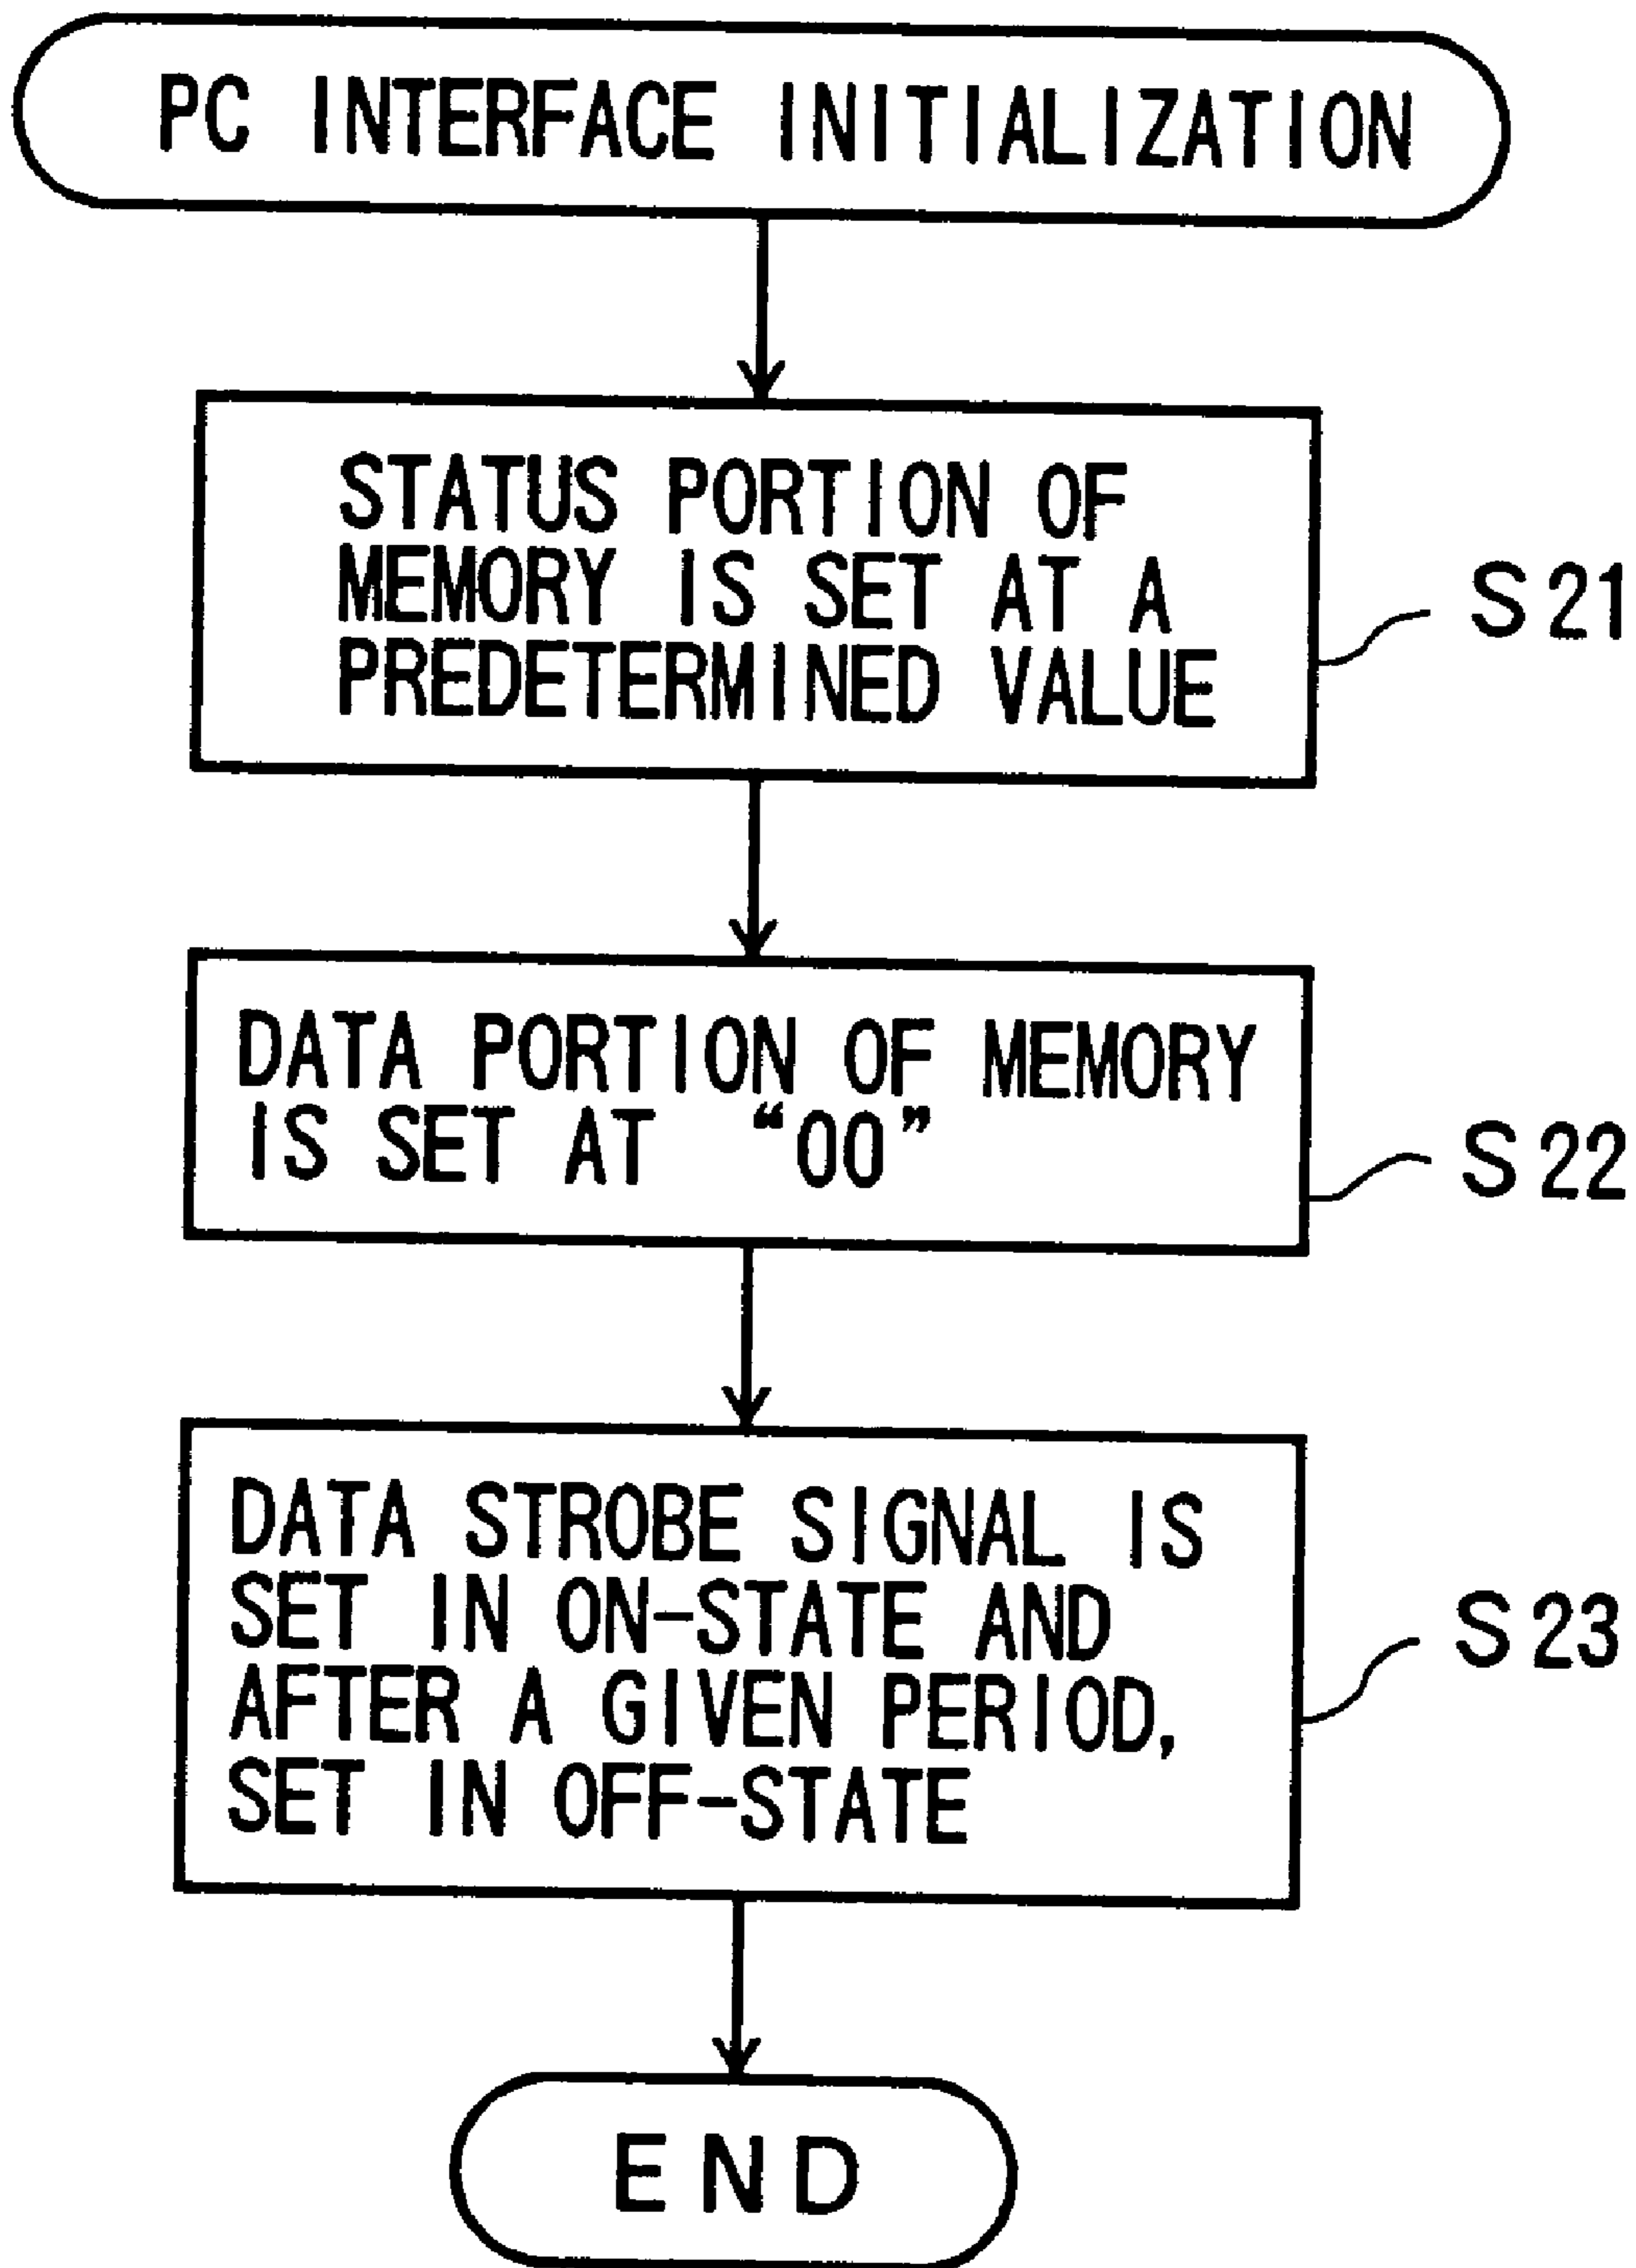 PC INTERFACE INITIALIZATION
STATUS PORTION OF
MEMORY IS SET AT A
PREDETERMINED VALUE
S21
DATA PORTION OF MEMORY
IS SET AT “00”
S22
DATA STROBE SIGNAL IS
SET IN ON-STATE AND
AFTER A GIVEN PERIOD,
SET IN OFF-STATE
S23
END